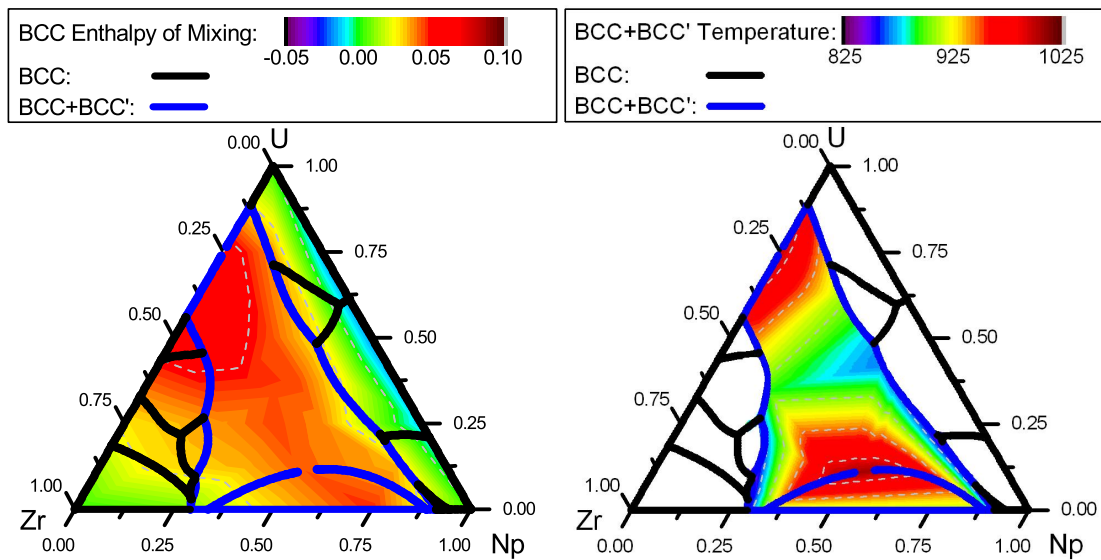 BCC Enthalpy of Mixing:
-0.05 0.00 0.05 0.10
BCC:
BCC+BCC':
BCC+BCC' Temperature:
825 925 1025
BCC:
BCC+BCC':
0.00 U
1.00
0.25
0.75
0.50
0.50
0.75
0.25
1.00
0.00
Zr
Np
0.00 0.25 0.50 0.75 1.00
0.00 U
1.00
0.25
0.75
0.50
0.50
0.75
0.25
1.00
0.00
Zr
Np
0.00 0.25 0.50 0.75 1.00